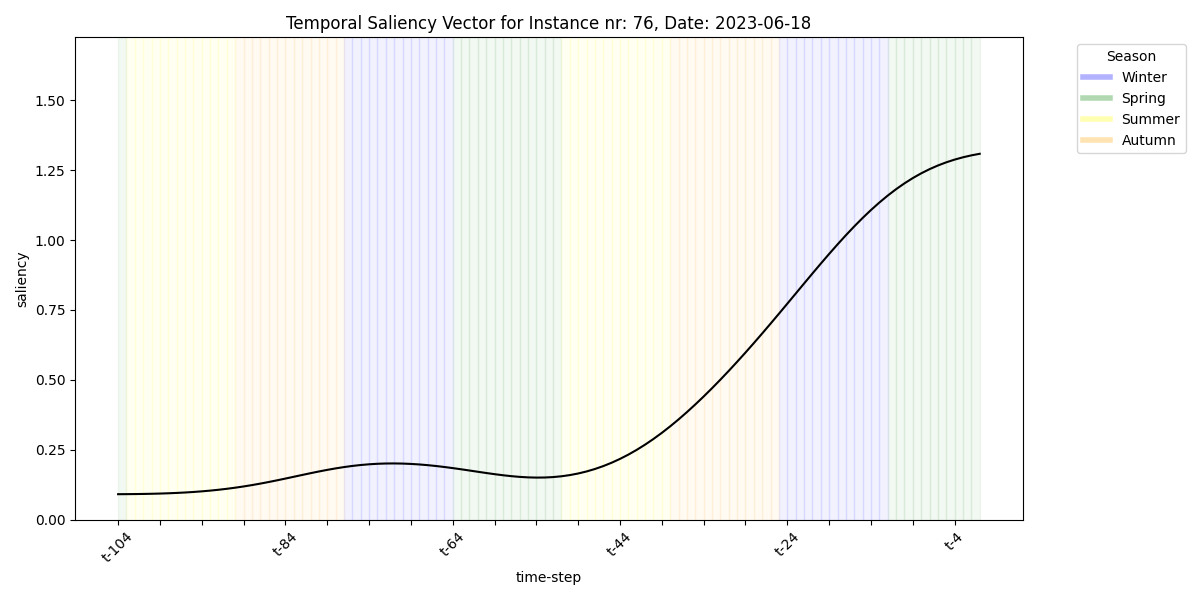 Temporal Saliency Vector for Instance nr: 76, Date: 2023-06-18
Season
Winter
Spring
Summer
Autumn
saliency
1.50
1.25
1.00
0.75
0.50
0.25
0.00
t-104
t-84
t-64
t-44
t-24
t-4
time-step